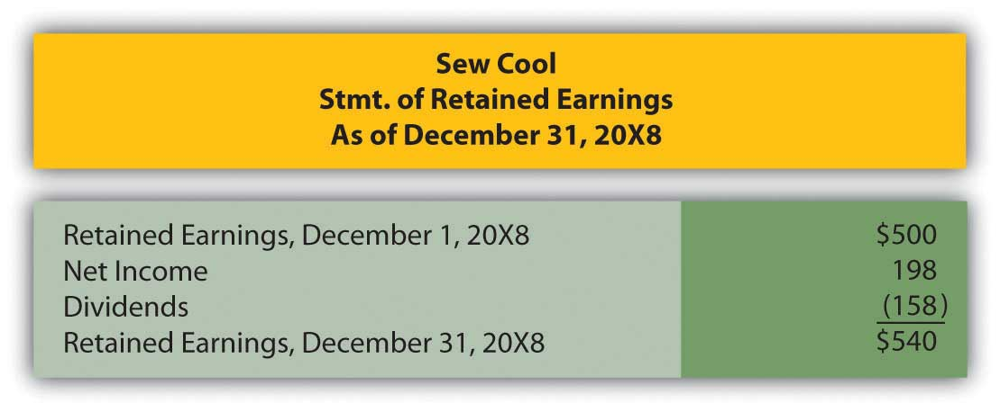 Sew Cool
Stmt. of Retained Earnings
As of December 31, 20X8
Retained Earnings, December 1, 20X8 $500
Net Income 198
Dividends (158)
Retained Earnings, December 31, 20X8 $540